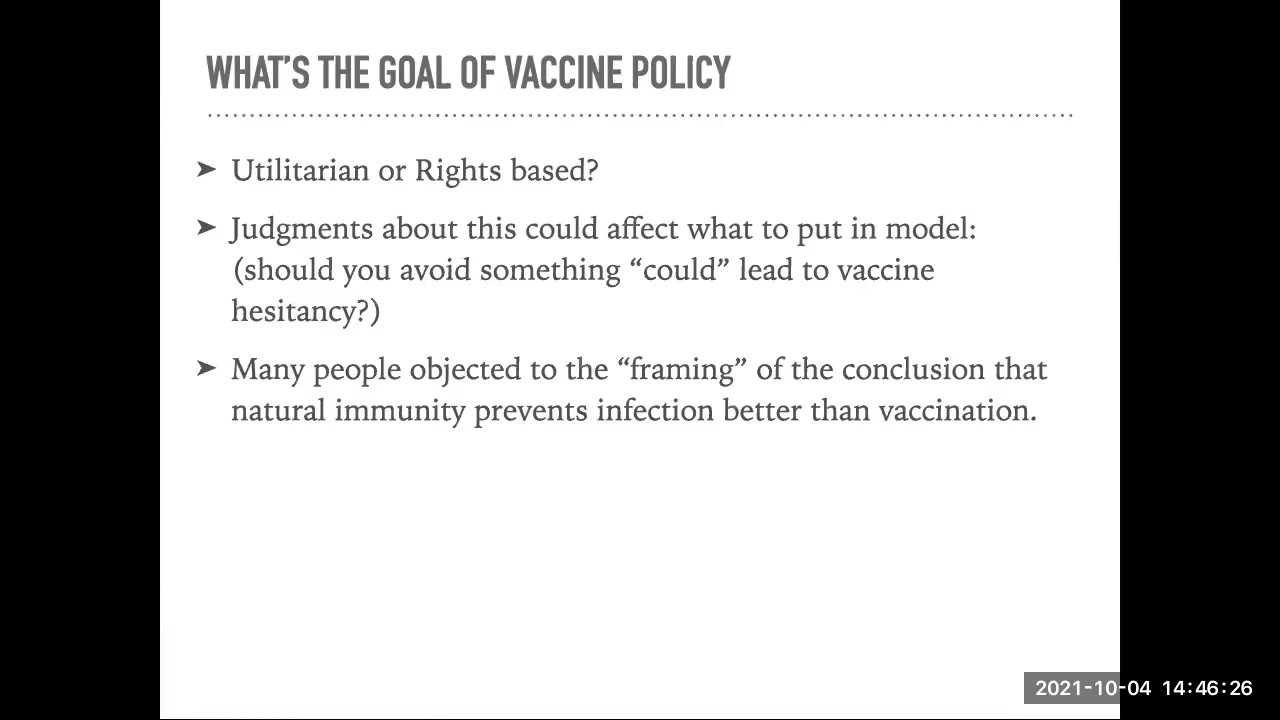 WHAT’S THE GOAL OF VACCINE POLICY
➤ Utilitarian or Rights based?
➤ Judgments about this could affect what to put in model:
(should you avoid something “could” lead to vaccine
hesitancy?)
➤ Many people objected to the “framing” of the conclusion that
natural immunity prevents infection better than vaccination.
2021-10-04 14:46:26